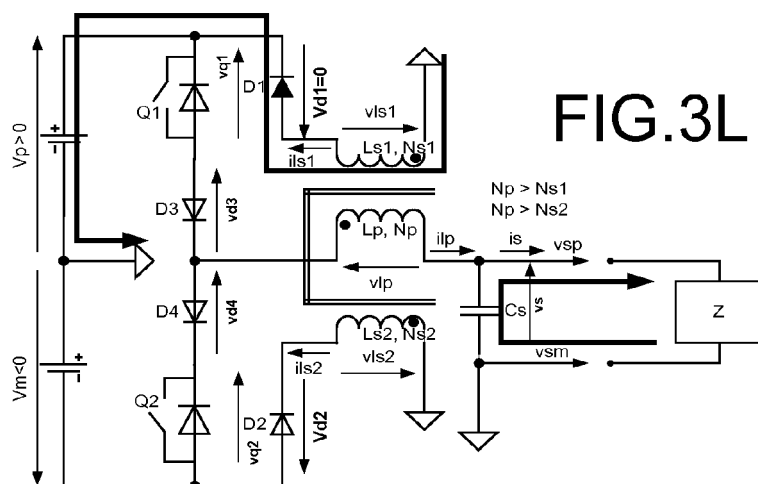 FIG.3L
Vp>0
+
-
Q1
vq1
D1
Vd1=0
vls1
ils1
Ls1, Ns1
Np > Ns1
Np > Ns2
D3
vd3
Lp, Np
ilp
is
vsp
vlp
D4
vd4
Cs
vs
Z
Ls2, Ns2
vsm
ils2
vls2
Vm<0
+
-
Q2
vq2
D2
Vd2